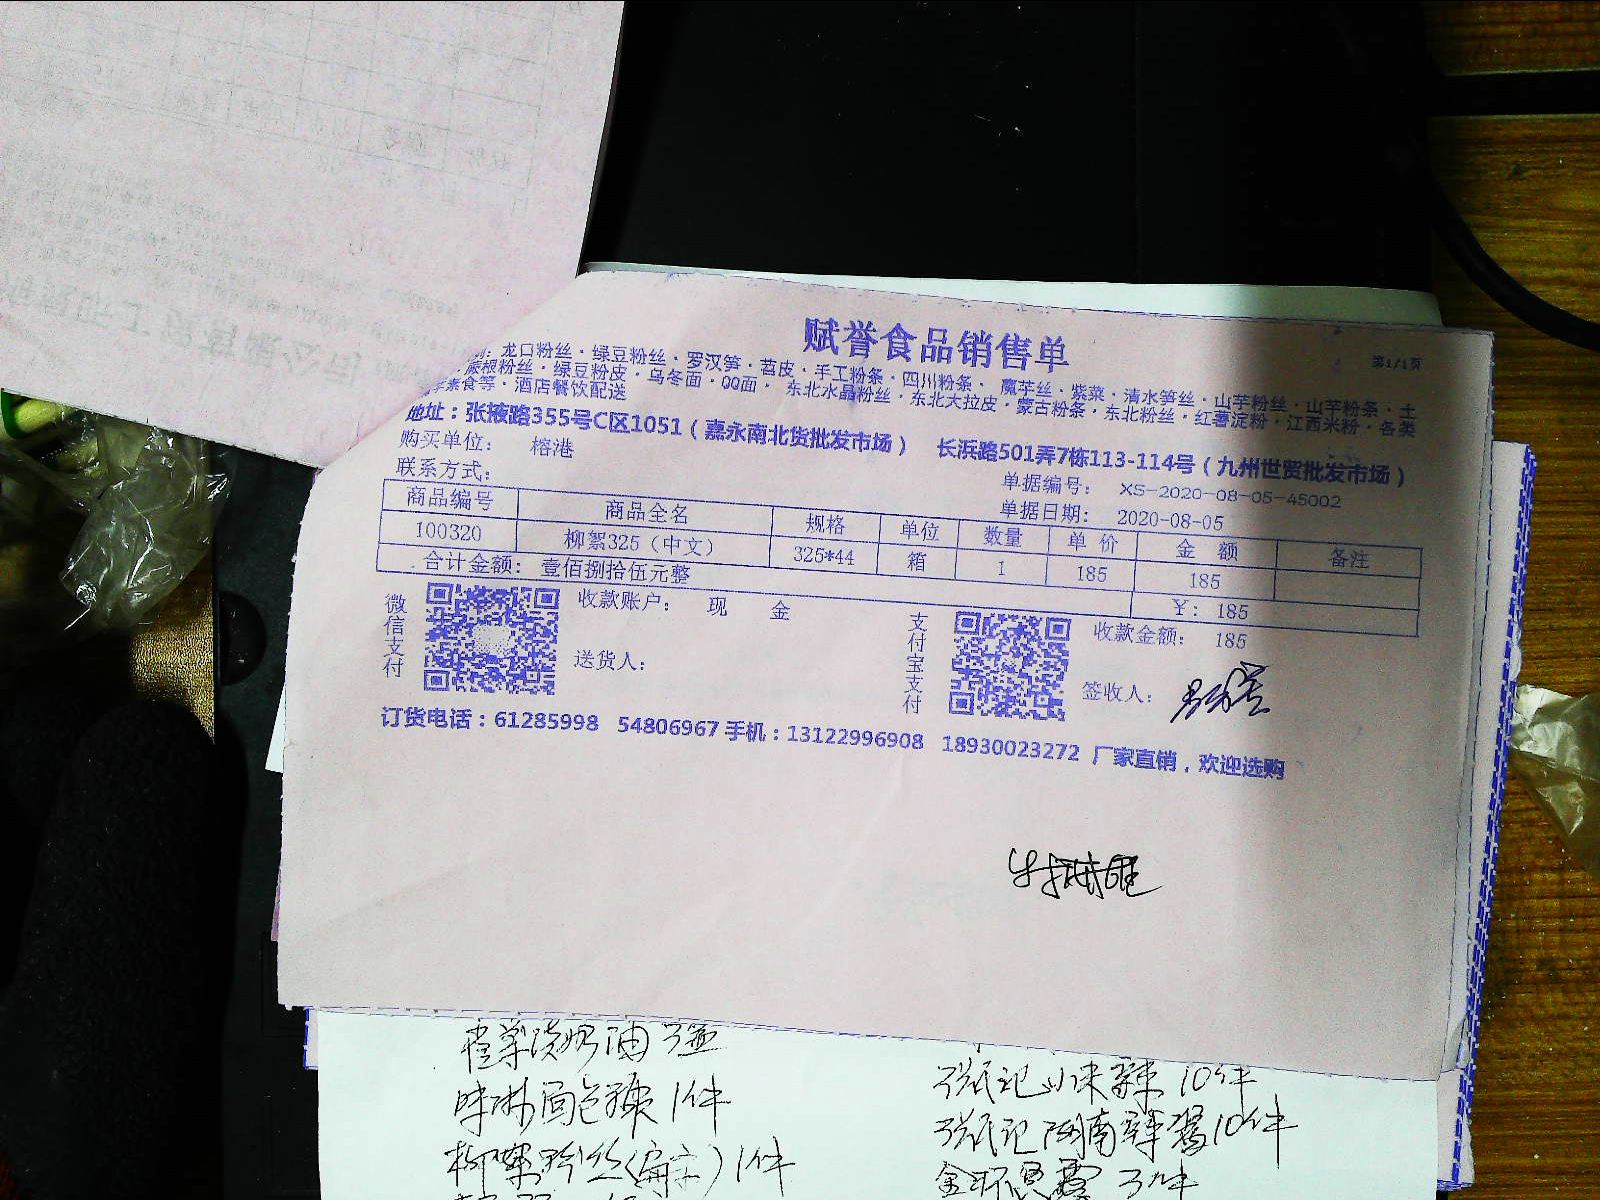 赋誉食品销售单
第1/1页
龙口粉丝·绿豆粉丝·罗汉笋·苕皮·手工粉条·四川粉条· 魔芋丝·紫菜·清水笋丝·山芋粉丝·山芋粉条·土
蕨根粉丝·绿豆粉皮·乌冬面·QQ面· 东北水晶粉丝·东北大拉皮·蒙古粉条·东北粉丝·红薯淀粉·江西米粉·各类
素食等·酒店餐饮配送
地址：张掖路355号C区1051（嘉永南北货批发市场） 长浜路501弄7栋113-114号（九州世贸批发市场）
购买单位： 榕港 单据编号： XS-2020-08-05-45002
联系方式： 单据日期： 2020-08-05
商品编号 商品全名 规格 单位 数量 单 价 金 额 备注
100320 柳絮325（中文） 325*44 箱 1 185 185
合计金额： 壹佰捌拾伍元整 ￥：185
微信支付 收款账户： 现 金 支付宝支付 收款金额： 185
送货人： 签收人：
订货电话：61285998 54806967 手机：13122996908 18930023272 厂家直销，欢迎选购
张氏记小米辣 10件
1件
张氏记 10件
1件
3件